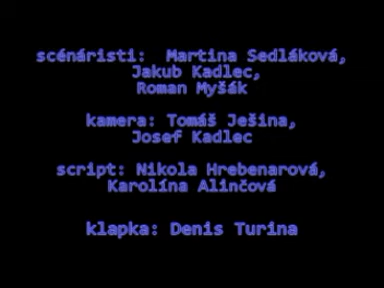 scénáristi: Martina Sedláková,
Jakub Kadlec,
Roman Myšák
kamera: Tomáš Ješina,
Josef Kadlec
script: Nikola Hrebenarová,
Karolína Alinčová
klapka: Denis Turina